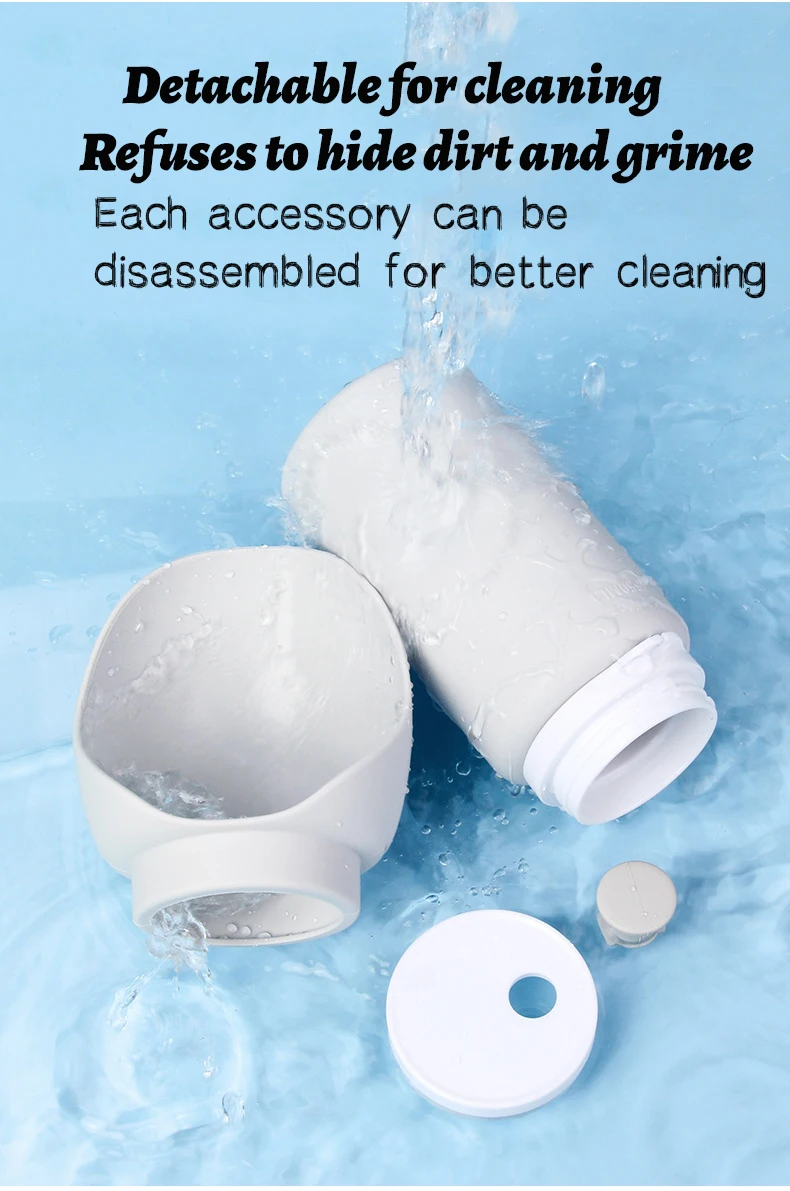 Detachable for cleaning
Refuses to hide dirt and grime
Each accessory can be
disassembled for better cleaning